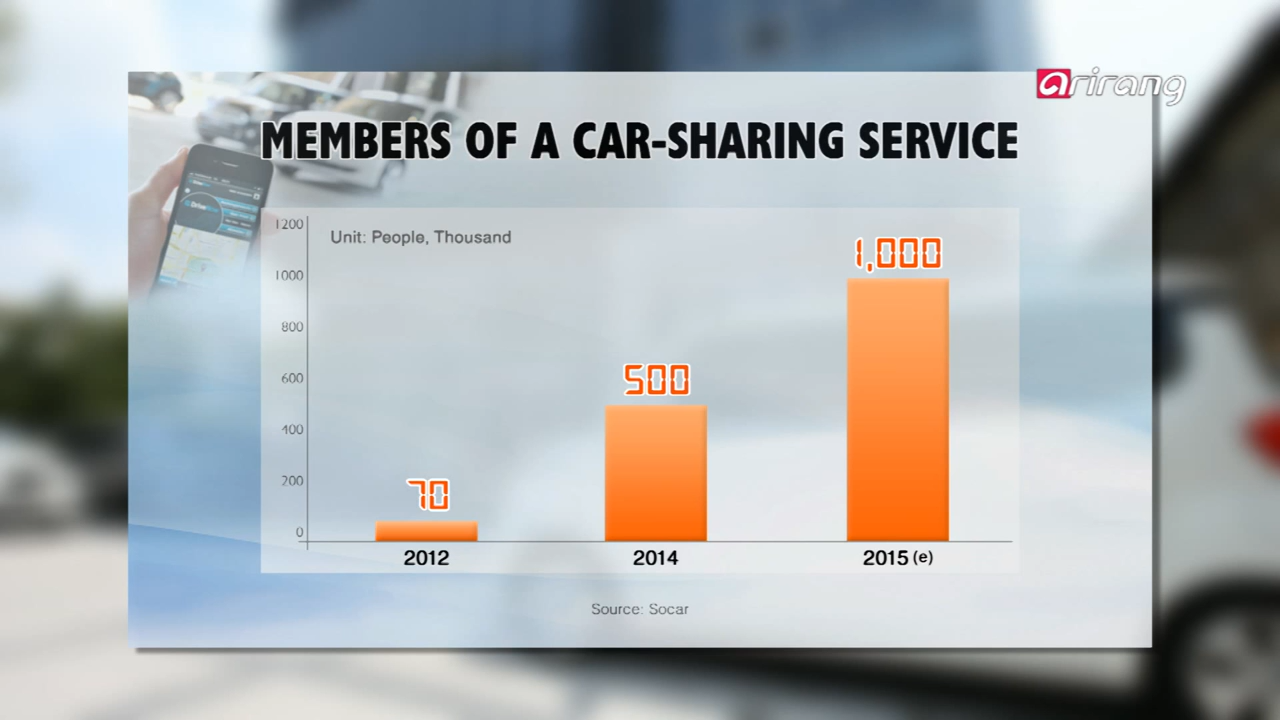 arirang
MEMBERS OF A CAR-SHARING SERVICE
Unit: People, Thousand
1200
1000
800
600
400
200
0
70
500
1,000
2012
2014
2015 (e)
Source: Socar